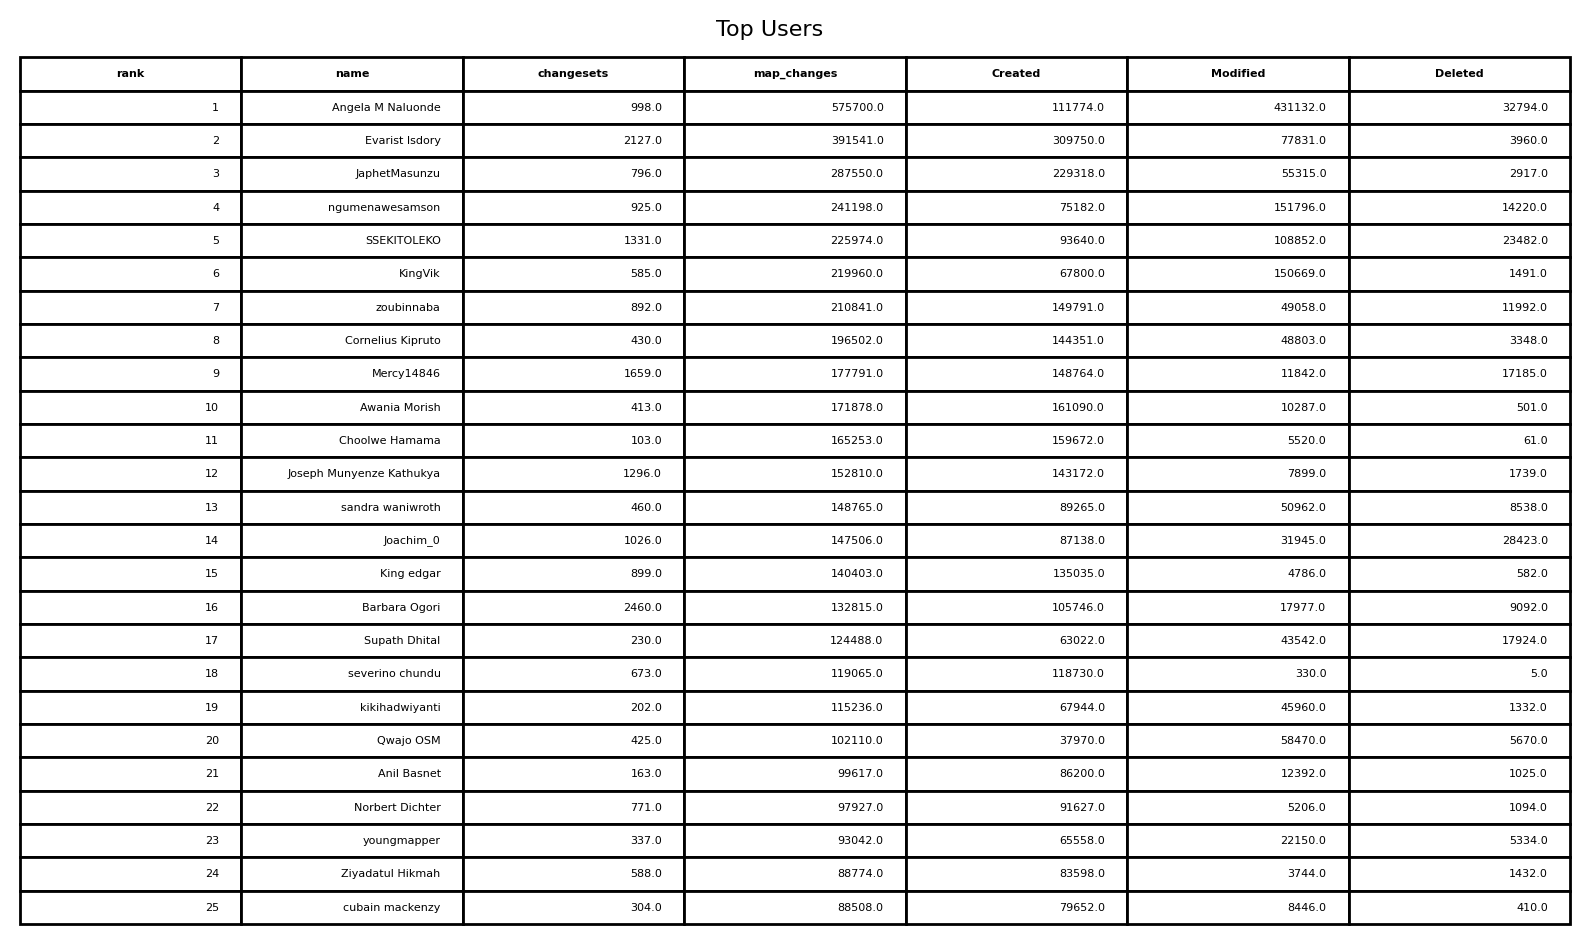 Top Users
rank name changesets map_changes Created Modified Deleted
1 Angela M Naluonde 998.0 575700.0 111774.0 431132.0 32794.0
2 Evarist Isdory 2127.0 391541.0 309750.0 77831.0 3960.0
3 JaphetMasunzu 796.0 287550.0 229318.0 55315.0 2917.0
4 ngumenawesamson 925.0 241198.0 75182.0 151796.0 14220.0
5 SSEKITOLEKO 1331.0 225974.0 93640.0 108852.0 23482.0
6 KingVik 585.0 219960.0 67800.0 150669.0 1491.0
7 zoubinnaba 892.0 210841.0 149791.0 49058.0 11992.0
8 Cornelius Kipruto 430.0 196502.0 144351.0 48803.0 3348.0
9 Mercy14846 1659.0 177791.0 148764.0 11842.0 17185.0
10 Awania Morish 413.0 171878.0 161090.0 10287.0 501.0
11 Choolwe Hamama 103.0 165253.0 159672.0 5520.0 61.0
12 Joseph Munyenze Kathukya 1296.0 152810.0 143172.0 7899.0 1739.0
13 sandra waniwroth 460.0 148765.0 89265.0 50962.0 8538.0
14 Joachim_0 1026.0 147506.0 87138.0 31945.0 28423.0
15 King edgar 899.0 140403.0 135035.0 4786.0 582.0
16 Barbara Ogori 2460.0 132815.0 105746.0 17977.0 9092.0
17 Supath Dhital 230.0 124488.0 63022.0 43542.0 17924.0
18 severino chundu 673.0 119065.0 118730.0 330.0 5.0
19 kikihadwiyanti 202.0 115236.0 67944.0 45960.0 1332.0
20 Qwajo OSM 425.0 102110.0 37970.0 58470.0 5670.0
21 Anil Basnet 163.0 99617.0 86200.0 12392.0 1025.0
22 Norbert Dichter 771.0 97927.0 91627.0 5206.0 1094.0
23 youngmapper 337.0 93042.0 65558.0 22150.0 5334.0
24 Ziyadatul Hikmah 588.0 88774.0 83598.0 3744.0 1432.0
25 cubain mackenzy 304.0 88508.0 79652.0 8446.0 410.0